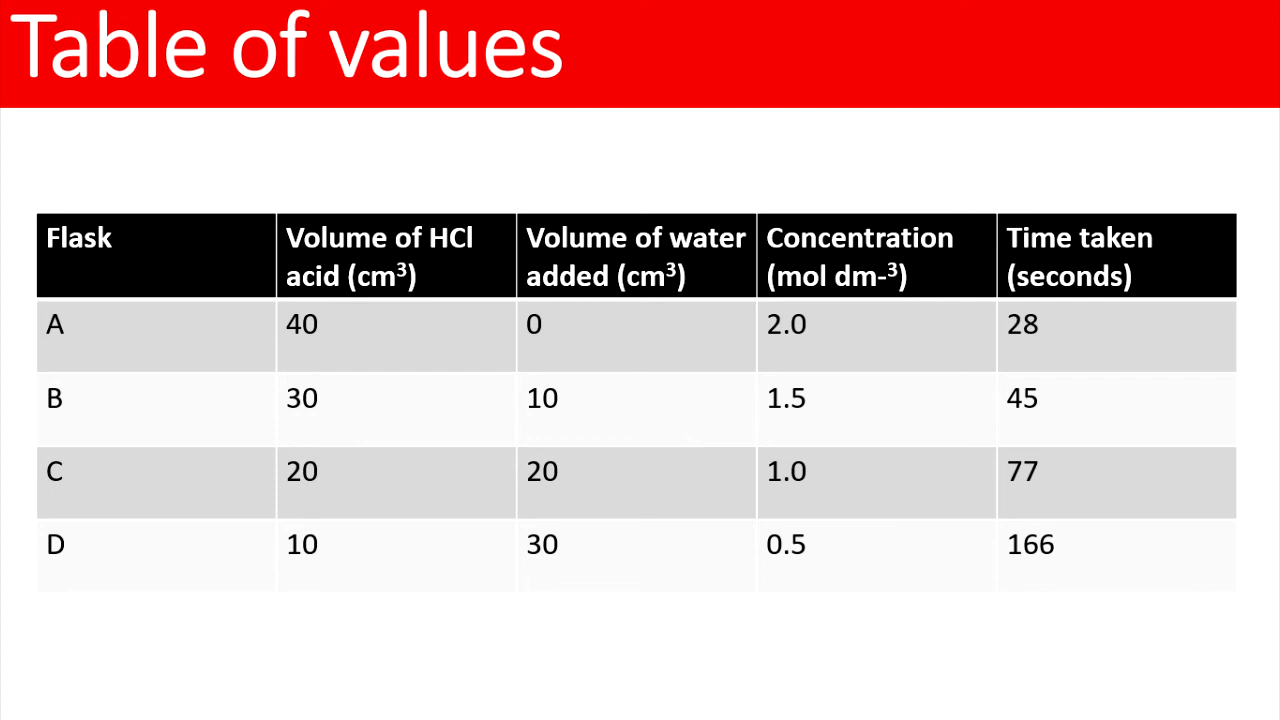 Table of values
Flask Volume of HCl Volume of water Concentration Time taken
acid (cm³) added (cm³) (mol dm-³) (seconds)
A 40 0 2.0 28
B 30 10 1.5 45
C 20 20 1.0 77
D 10 30 0.5 166